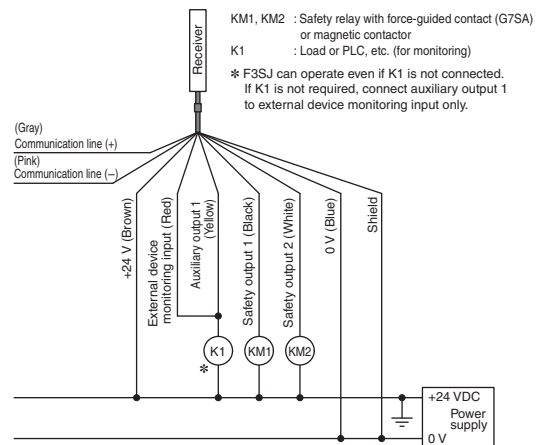 Receiver
KM1, KM2 : Safety relay with force-guided contact (G7SA)
or magnetic contactor
K1 : Load or PLC, etc. (for monitoring)
* F3SJ can operate even if K1 is not connected.
If K1 is not required, connect auxiliary output 1
to external device monitoring input only.
(Gray)
Communication line (+)
(Pink)
Communication line (–)
+24 V (Brown)
External device
monitoring input (Red)
Auxiliary output 1
(Yellow)
Safety output 1 (Black)
Safety output 2 (White)
0 V (Blue)
Shield
K1
*
KM1
KM2
+24 VDC
Power
supply
0 V